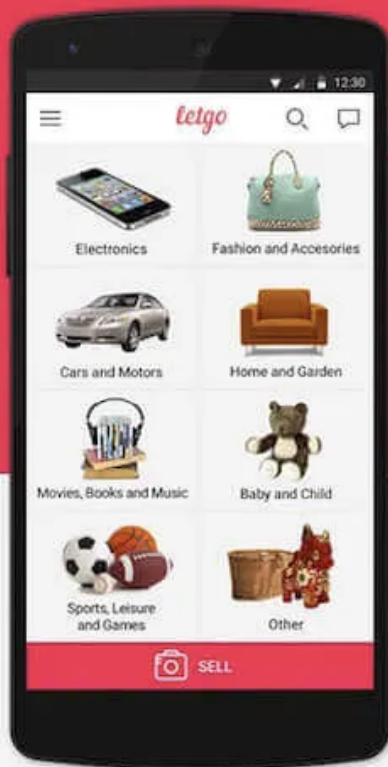 12:30
letgo
Electronics
Fashion and Accesories
Cars and Motors
Home and Garden
Movies, Books and Music
Baby and Child
Sports, Leisure
and Games
Other
SELL